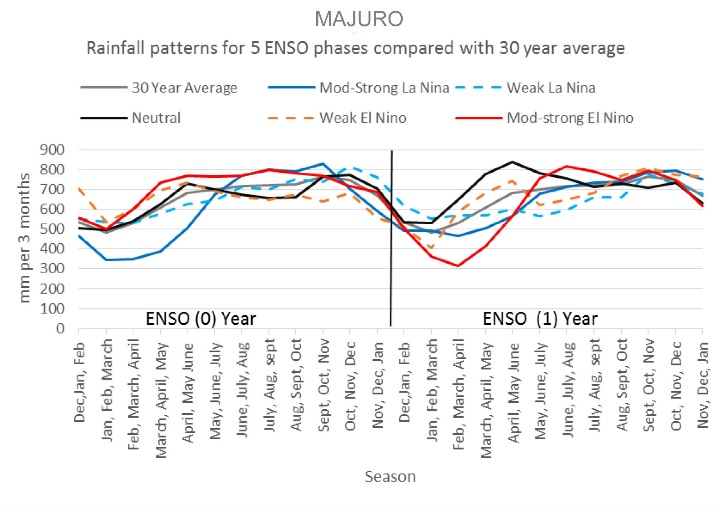 MAJURO
Rainfall patterns for 5 ENSO phases compared with 30 year average
30 Year Average
Mod-Strong La Nina
Weak La Nina
Neutral
Weak El Nino
Mod-strong El Nino
mm per 3 months
900
800
700
600
500
400
300
200
100
0
ENSO (0) Year
ENSO (1) Year
Dec,Jan, Feb
Jan, Feb, March
Feb, March, April
March, April, May
April, May June
May, June, July
June, July, Aug
July, Aug, sept
Aug, Sept, Oct
Sept, Oct, Nov
Oct, Nov, Dec
Nov, Dec, Jan
Dec,Jan, Feb
Jan, Feb, March
Feb, March, April
March, April, May
April, May June
May, June, July
June, July, Aug
July, Aug, sept
Aug, Sept, Oct
Sept, Oct, Nov
Oct, Nov, Dec
Nov, Dec, Jan
Season